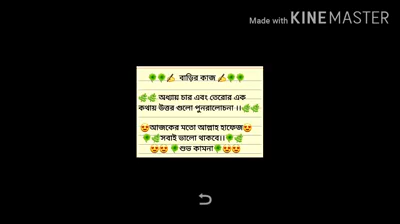 Made with KINEMASTER
🌳🌳✍ বাড়ির কাজ ✍🌳🌳
🌿🌿 অধ্যায় চার এবং তেরোর এক
কথায় উত্তর গুলো পুনরালোচনা ।।🌿🌿
😍আজকের মতো আল্লাহ হাফেজ😍
🌳🌿সবাই ভালো থাকবে।।🌳🌿
😍😍🌳শুভ কামনা🌳😍😍